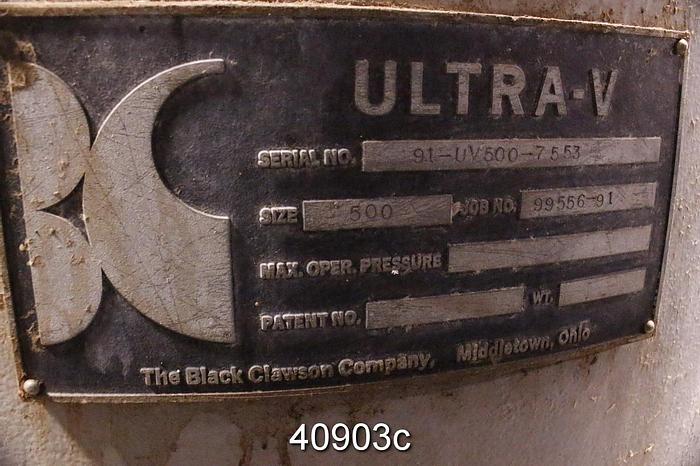 BC
ULTRA-V
SERIAL NO. 91-UV500-7553
SIZE 500 JOB NO. 99556-91
MAX. OPER. PRESSURE
PATENT NO. WT.
The Black Clawson Company, Middletown, Ohio
40903c